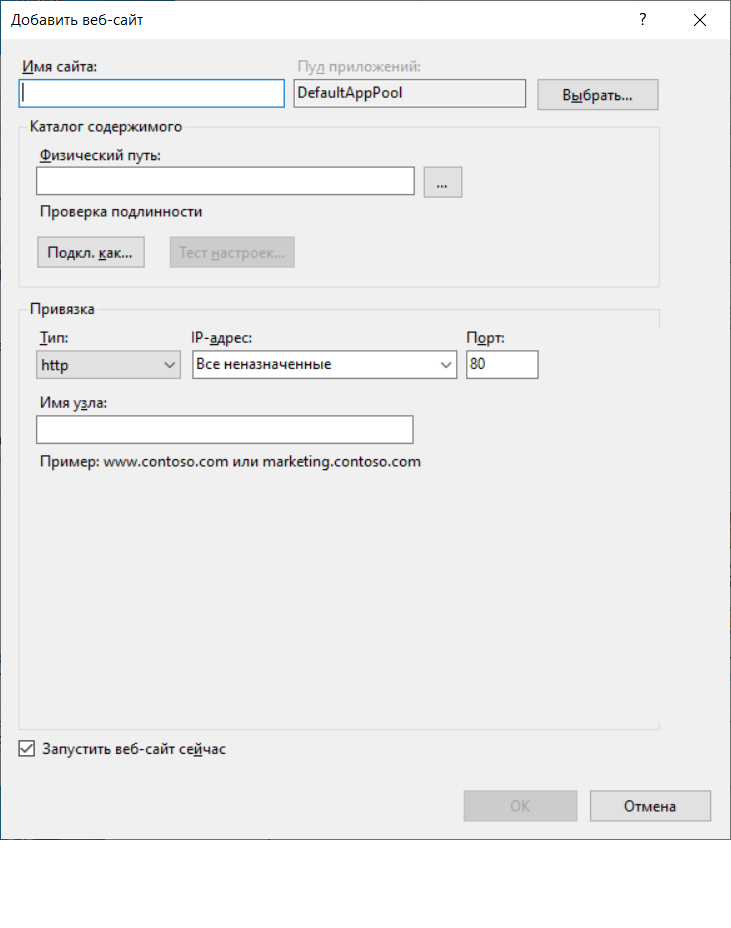 Добавить веб-сайт ?
Имя сайта: Пул приложений:
DefaultAppPool Выбрать...
Каталог содержимого
Физический путь:
...
Проверка подлинности
Подкл. как... Тест настроек...
Привязка
Тип: IP-адрес: Порт:
http Все неназначенные 80
Имя узла:
Пример: www.contoso.com или marketing.contoso.com
Запустить веб-сайт сейчас
ОК Отмена